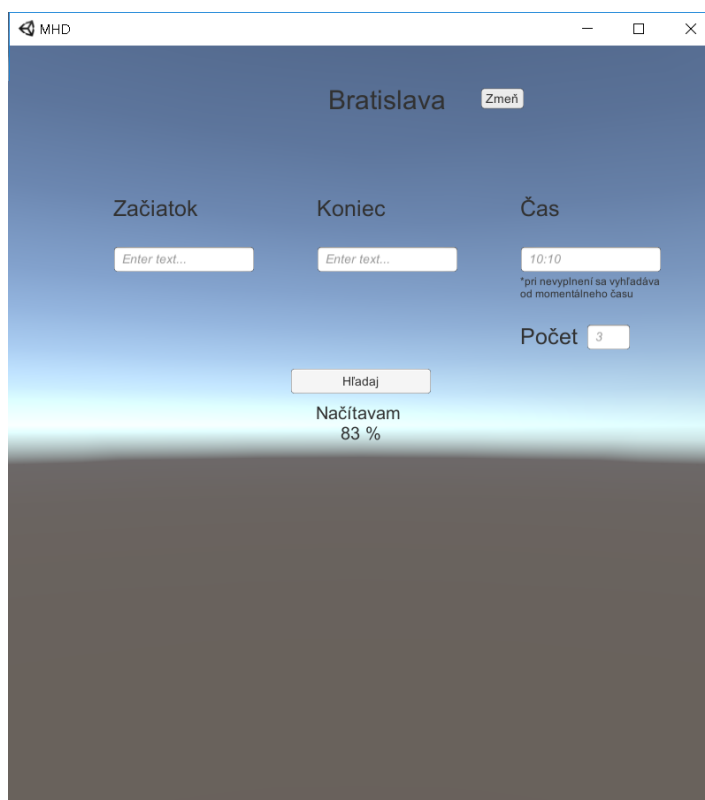 MHD
Bratislava Zmeň
Začiatok Koniec Čas
Enter text... Enter text... 10:10
*pri nevyplnení sa vyhľadáva
od momentálneho času
Počet 3
Hľadaj
Načítavam
83 %